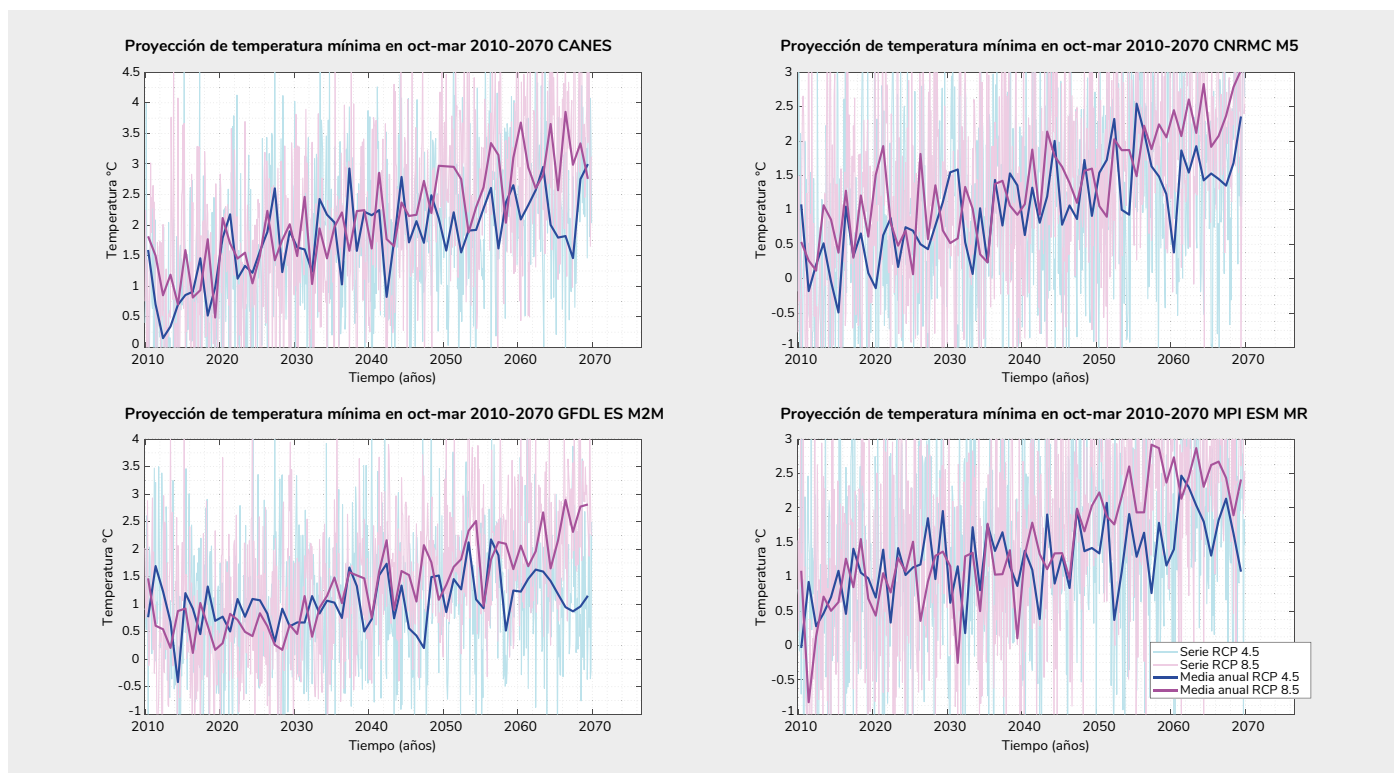 Proyección de temperatura mínima en oct-mar 2010-2070 CANES
4.5
4
3.5
3
2.5
2
1.5
1
0.5
0
Temperatura °C
2010 2020 2030 2040 2050 2060 2070
Tiempo (años)
Proyección de temperatura mínima en oct-mar 2010-2070 CNRMC M5
3
2.5
2
1.5
1
0.5
0
-0.5
-1
Temperatura °C
2010 2020 2030 2040 2050 2060 2070
Tiempo (años)
Proyección de temperatura mínima en oct-mar 2010-2070 GFDL ES M2M
4
3.5
3
2.5
2
1.5
1
0.5
0
-0.5
-1
Temperatura °C
2010 2020 2030 2040 2050 2060 2070
Tiempo (años)
Proyección de temperatura mínima en oct-mar 2010-2070 MPI ESM MR
3
2.5
2
1.5
1
0.5
0
-0.5
-1
Temperatura °C
2010 2020 2030 2040 2050 2060 2070
Tiempo (años)
Serie RCP 4.5
Serie RCP 8.5
Media anual RCP 4.5
Media anual RCP 8.5